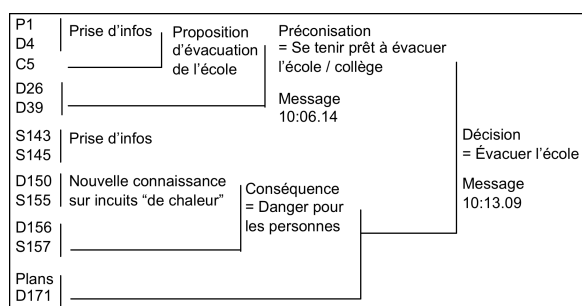 P1
D4
Prise d'infos
C5
Proposition
d'évacuation
de l'école
Préconisation
= Se tenir prêt à évacuer
l'école / collège
D26
D39
Message
10:06.14
S143
S145
Prise d'infos
Décision
= Évacuer l'école
Message
10:13.09
D150
S155
Nouvelle connaissance
sur incuits “de chaleur”
Conséquence
= Danger pour
les personnes
D156
S157
Plans
D171